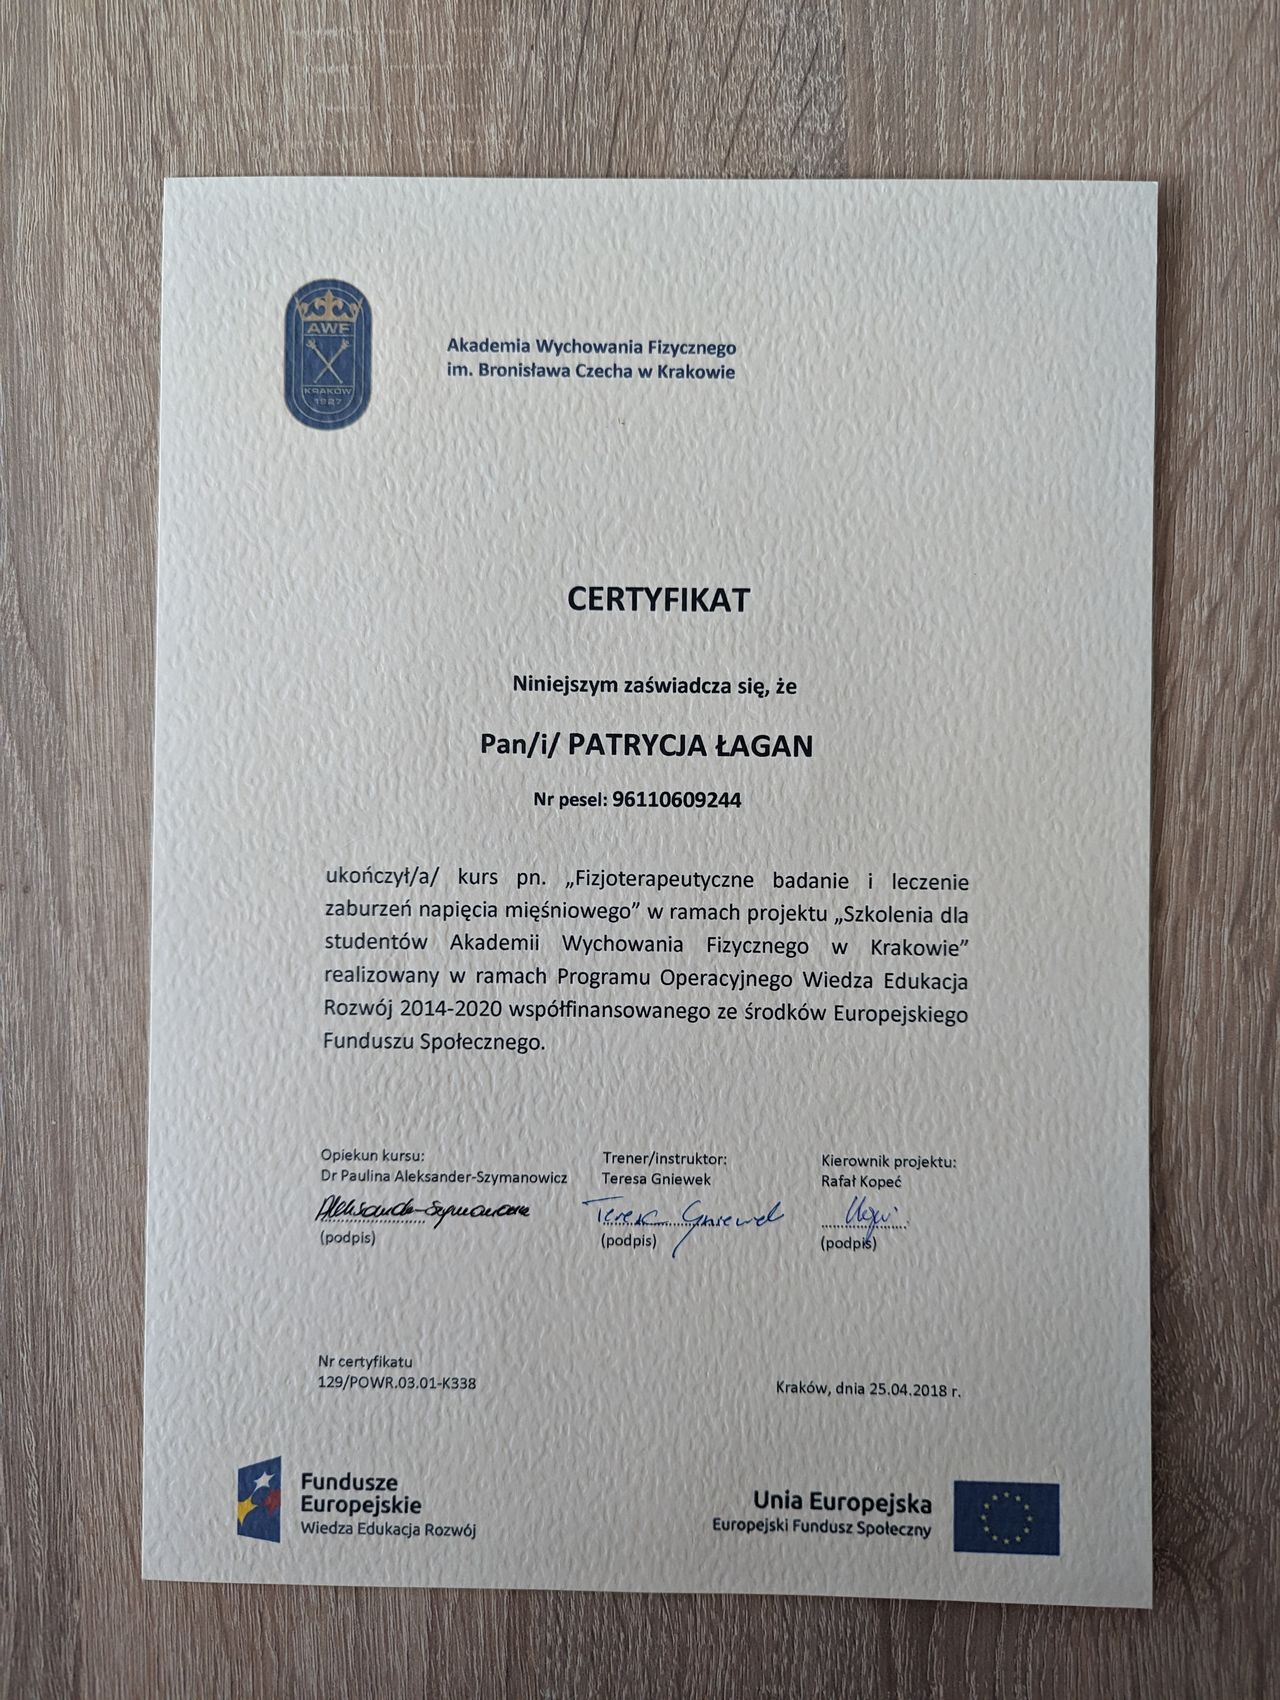 AWF
KRAKÓW
1927
Akademia Wychowania Fizycznego
im. Bronisława Czecha w Krakowie
CERTYFIKAT
Niniejszym zaświadcza się, że
Pan/i/ PATRYCJA ŁAGAN
Nr pesel: 96110609244
ukończył/a/ kurs pn. „Fizjoterapeutyczne badanie i leczenie
zaburzeń napięcia mięśniowego” w ramach projektu „Szkolenia dla
studentów Akademii Wychowania Fizycznego w Krakowie”
realizowany w ramach Programu Operacyjnego Wiedza Edukacja
Rozwój 2014-2020 współfinansowanego ze środków Europejskiego
Funduszu Społecznego.
Opiekun kursu:
Dr Paulina Aleksander-Szymanowicz
Aleksander-Szymanowicz
(podpis)
Trener/instruktor:
Teresa Gniewek
Teresa Gniewek
(podpis)
Kierownik projektu:
Rafał Kopeć
(podpis)
Nr certyfikatu
129/POWR.03.01-K338
Kraków, dnia 25.04.2018 r.
Fundusze
Europejskie
Wiedza Edukacja Rozwój
Unia Europejska
Europejski Fundusz Społeczny